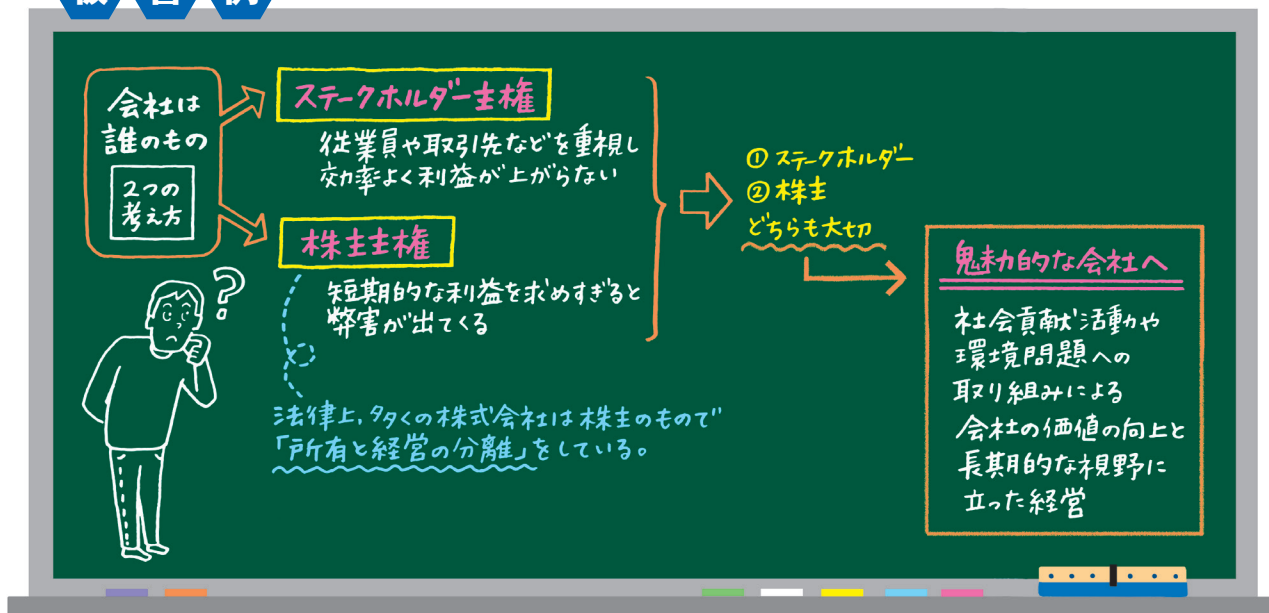 会社は
誰のもの
2つの
考え方
ステークホルダー主権
従業員や取引先などを重視し
効率よく利益が上がらない
株主主権
短期的な利益を求めすぎると
弊害が出てくる
法律上,多くの株式会社は株主のもので
「所有と経営の分離」をしている。
① ステークホルダー
② 株主
どちらも大切
魅力的な会社へ
社会貢献活動や
環境問題への
取り組みによる
会社の価値の向上と
長期的な視野に
立った経営